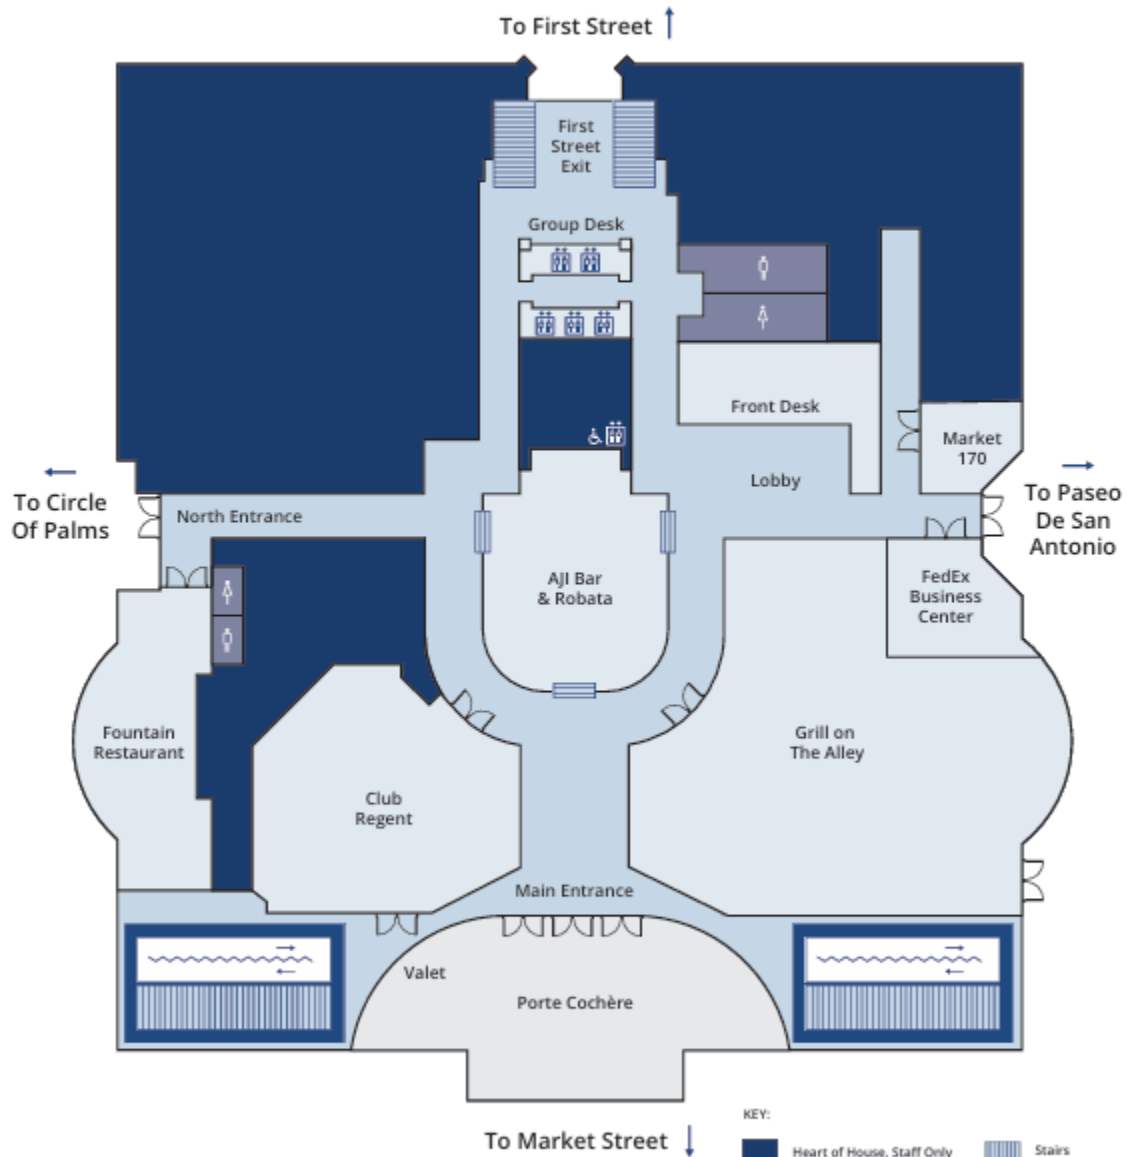 To First Street
First
Street
Exit
Group Desk
Front Desk
Market
170
Lobby
To Circle
Of Palms
North Entrance
To Paseo
De San
Antonio
AJI Bar
& Robata
FedEx
Business
Center
Fountain
Restaurant
Grill on
The Alley
Club
Regent
Main Entrance
Valet
Porte Cochère
KEY:
To Market Street
Heart of House, Staff Only
Stairs